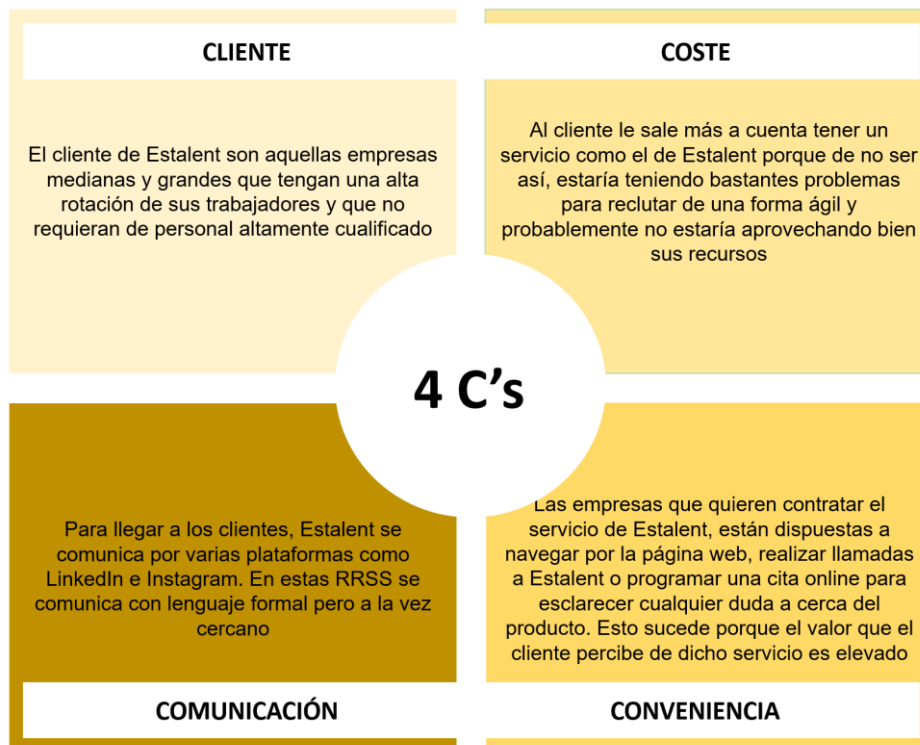 CLIENTE
El cliente de Estalent son aquellas empresas
medianas y grandes que tengan una alta
rotación de sus trabajadores y que no
requieran de personal altamente cualificado
COSTE
Al cliente le sale más a cuenta tener un
servicio como el de Estalent porque de no ser
así, estaría teniendo bastantes problemas
para reclutar de una forma ágil y
probablemente no estaría aprovechando bien
sus recursos
4 C’s
Para llegar a los clientes, Estalent se
comunica por varias plataformas como
LinkedIn e Instagram. En estas RRSS se
comunica con lenguaje formal pero a la vez
cercano
COMUNICACIÓN
Las empresas que quieren contratar el
servicio de Estalent, están dispuestas a
navegar por la página web, realizar llamadas
a Estalent o programar una cita online para
esclarecer cualquier duda a cerca del
producto. Esto sucede porque el valor que el
cliente percibe de dicho servicio es elevado
CONVENIENCIA